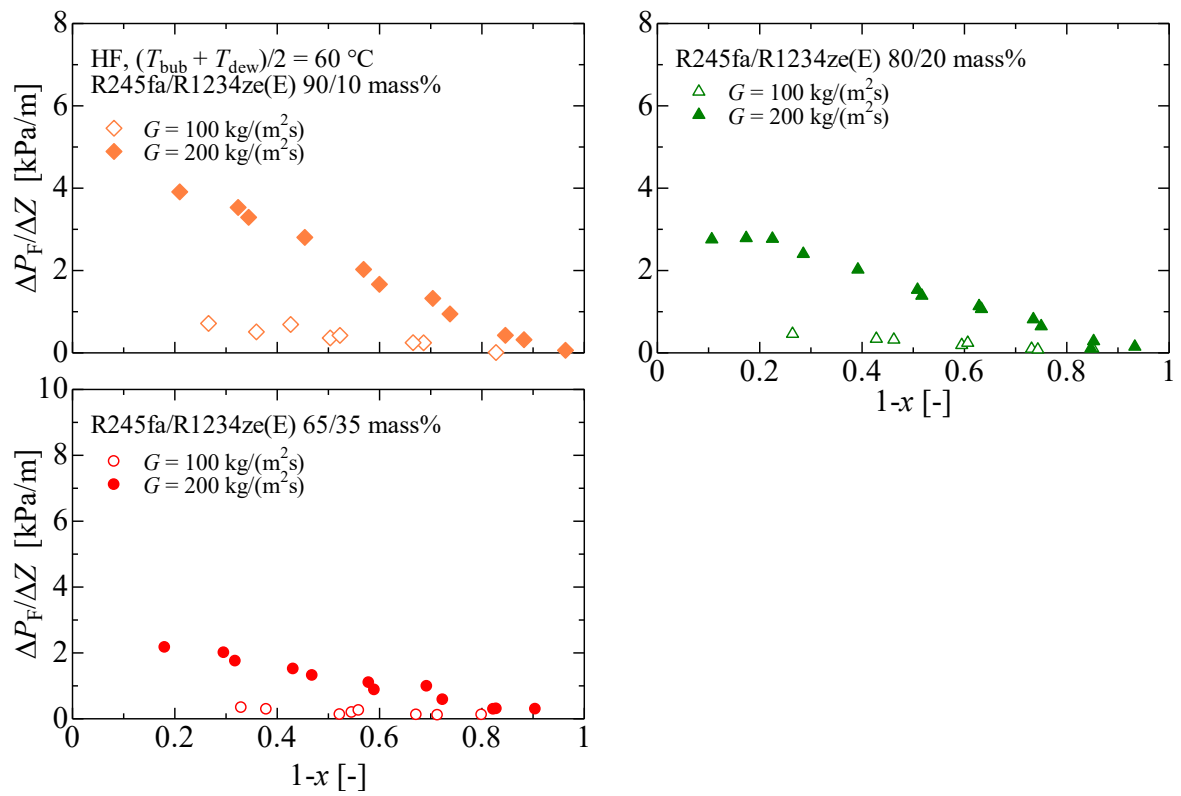 8
6
4
2
0
ΔP_F/ΔZ [kPa/m]
HF, (T_bub + T_dew)/2 = 60 °C
R245fa/R1234ze(E) 90/10 mass%
G = 100 kg/(m²s)
G = 200 kg/(m²s)
8
6
4
2
0
R245fa/R1234ze(E) 80/20 mass%
G = 100 kg/(m²s)
G = 200 kg/(m²s)
0 0.2 0.4 0.6 0.8 1
1-x [-]
10
8
6
4
2
0
ΔP_F/ΔZ [kPa/m]
R245fa/R1234ze(E) 65/35 mass%
G = 100 kg/(m²s)
G = 200 kg/(m²s)
0 0.2 0.4 0.6 0.8 1
1-x [-]